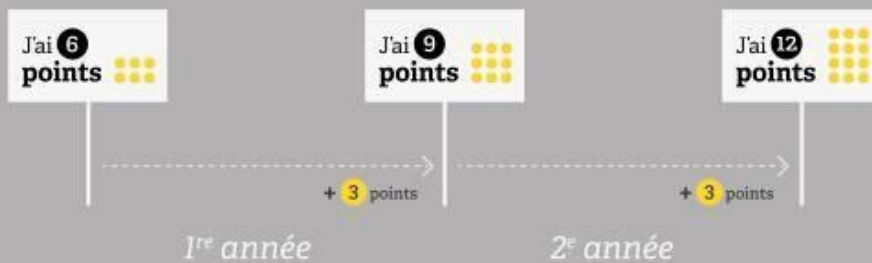 J'ai 6
points
J'ai 9
points
J'ai 12
points
+ 3 points
+ 3 points
1re année
2e année